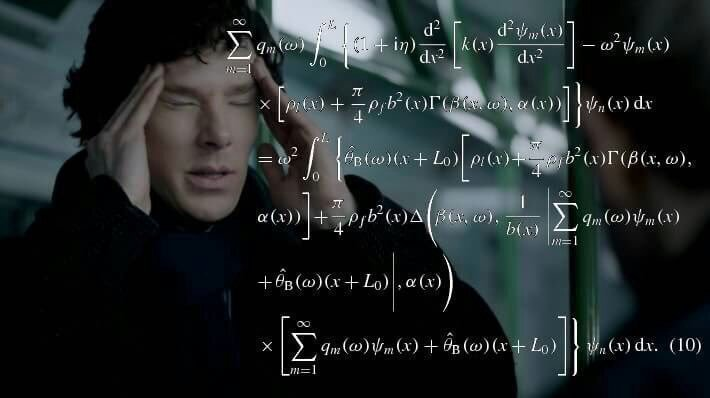 ∑_{m=1}^{∞} q_m(ω) ∫_0^L { (1 + iη) d²/dx² [ k(x) d²ψ_m(x)/dx² ] − ω²ψ_m(x)
× [ ρ_l(x) + π/4 ρ_f b²(x)Γ(β(x, ω), α(x)) ] } ψ_n(x) dx
= ω² ∫_0^L { θ̂_B(ω)(x + L_0) [ ρ_l(x) + π/4 ρ_f b²(x)Γ(β(x, ω),
α(x)) ] + π/4 ρ_f b²(x)Δ ( β(x, ω), 1/b(x) | ∑_{m=1}^{∞} q_m(ω)ψ_m(x)
+ θ̂_B(ω)(x + L_0) |, α(x) )
× [ ∑_{m=1}^{∞} q_m(ω)ψ_m(x) + θ̂_B(ω)(x + L_0) ] } ψ_n(x) dx. (10)